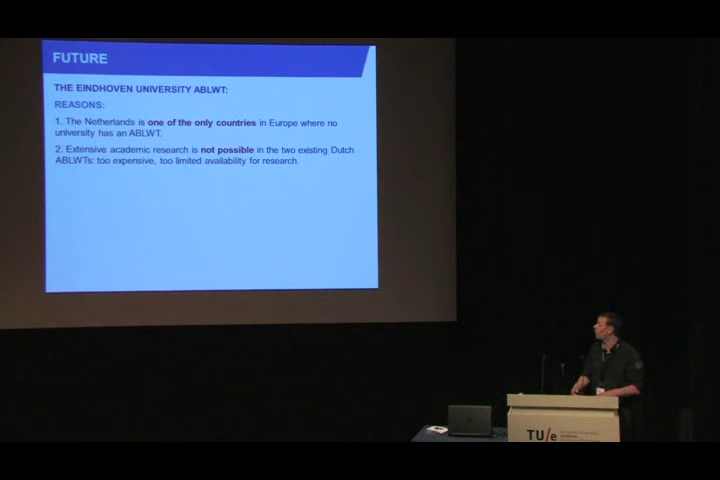 FUTURE
THE EINDHOVEN UNIVERSITY ABLWT:
REASONS:
1. The Netherlands is one of the only countries in Europe where no
university has an ABLWT.
2. Extensive academic research is not possible in the two existing Dutch
ABLWTs: too expensive, too limited availability for research.
TU/e